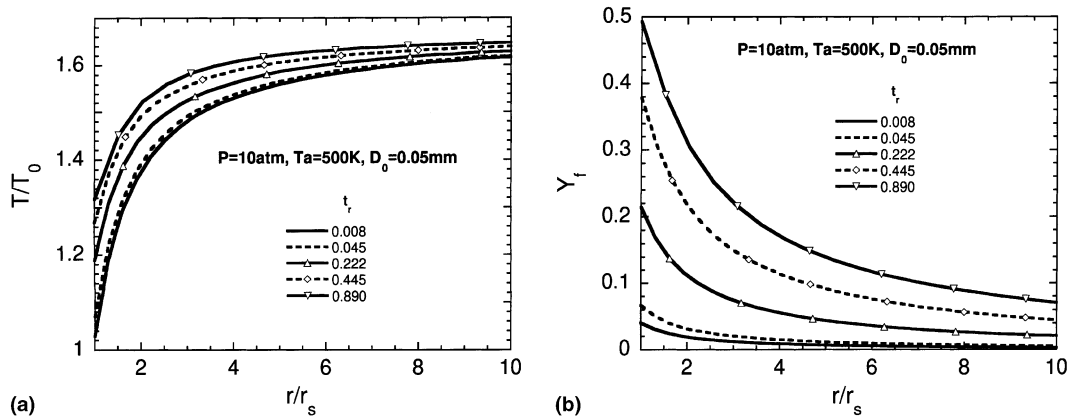 T/T0
1.6
1.4
1.2
1
P=10atm, Ta=500K, D0=0.05mm
tr
0.008
0.045
0.222
0.445
0.890
2 4 6 8 10
r/rs
(a)
Yf
0.5
0.4
0.3
0.2
0.1
0
P=10atm, Ta=500K, D0=0.05mm
tr
0.008
0.045
0.222
0.445
0.890
2 4 6 8 10
r/rs
(b)